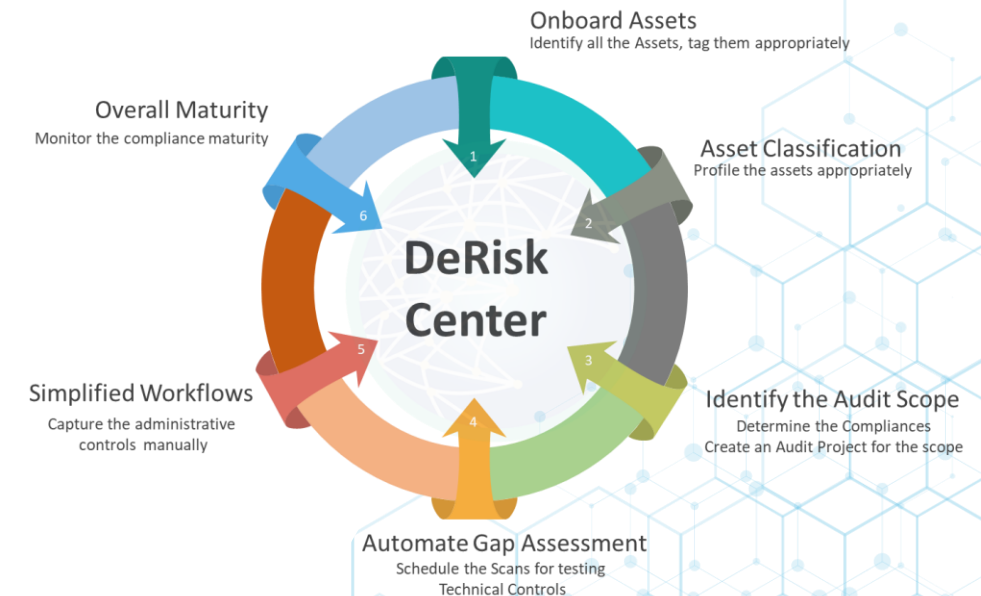 Onboard Assets
Identify all the Assets, tag them appropriately
1
Asset Classification
Profile the assets appropriately
2
Identify the Audit Scope
Determine the Compliances
Create an Audit Project for the scope
3
Automate Gap Assessment
Schedule the Scans for testing
Technical Controls
4
Simplified Workflows
Capture the administrative
controls manually
5
Overall Maturity
Monitor the compliance maturity
6
DeRisk
Center